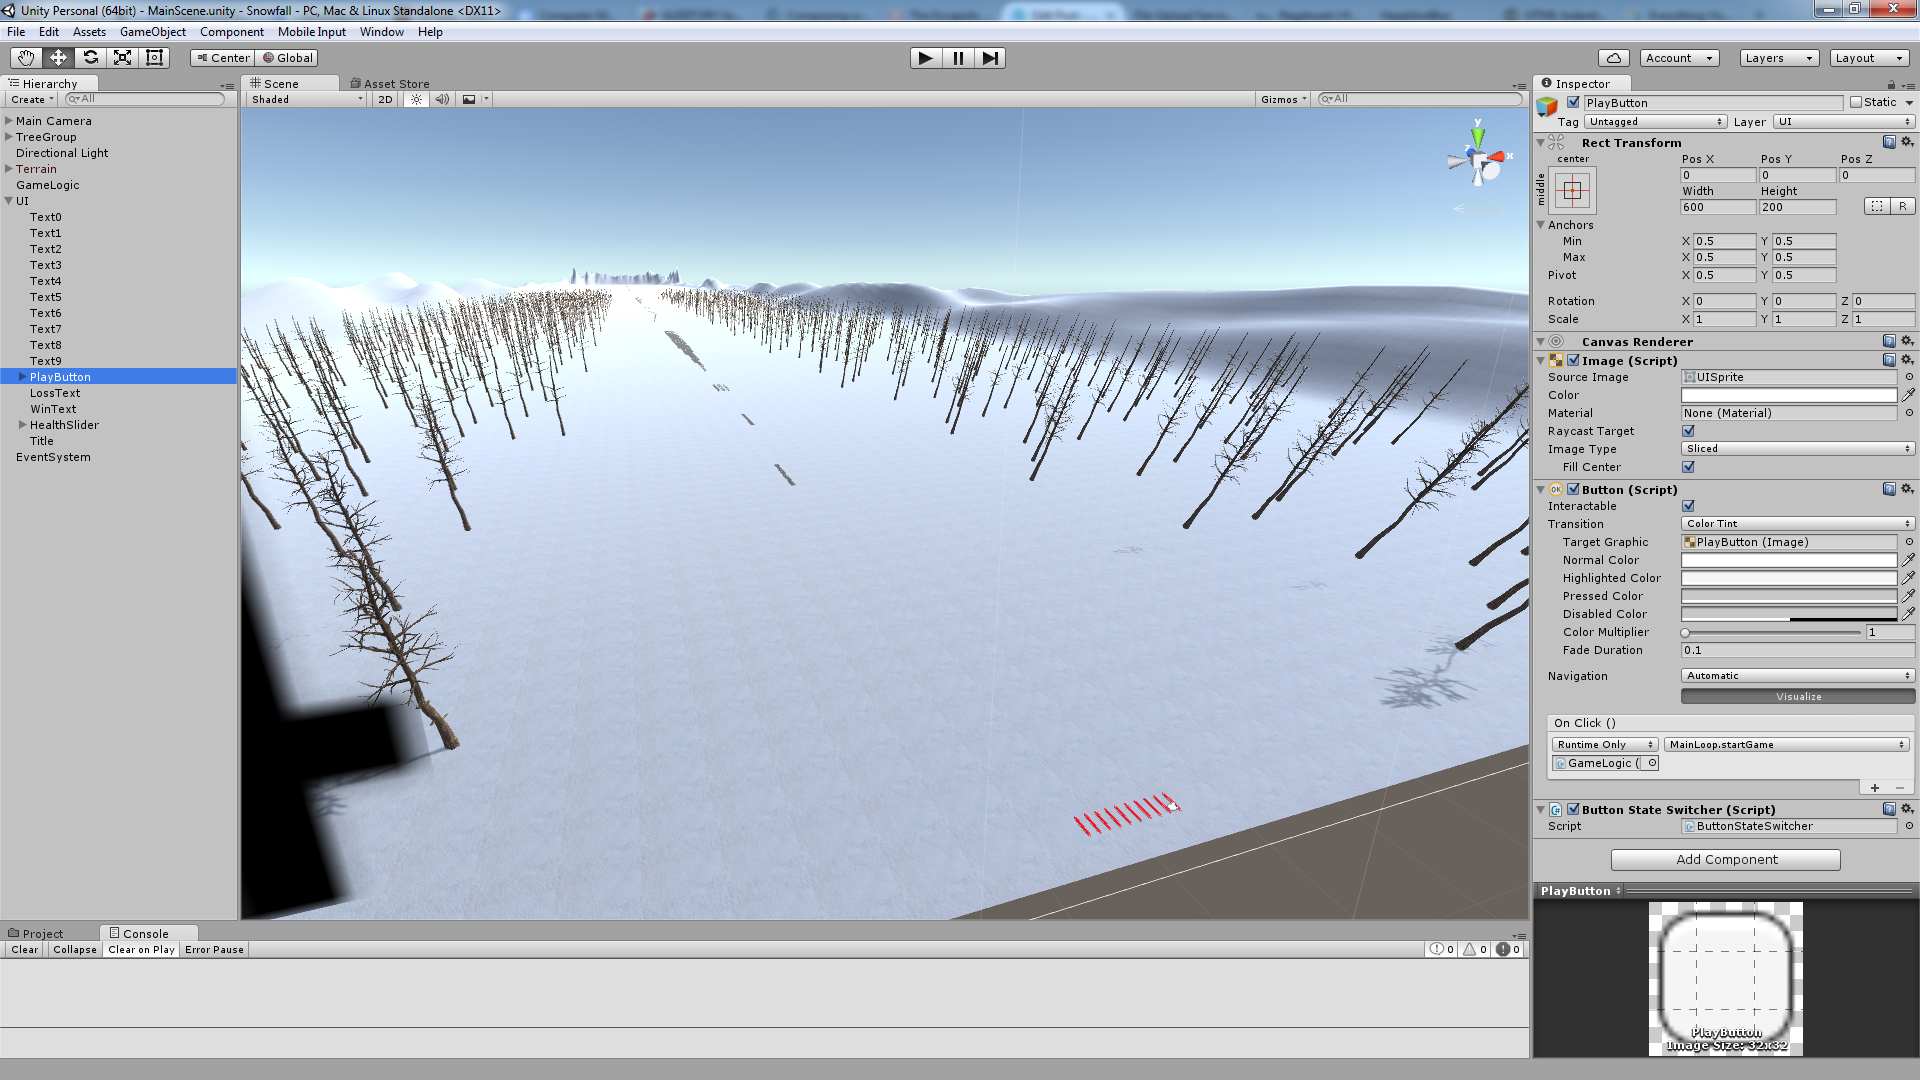 Unity Personal (64bit) - MainScene.unity - Snowfall - PC, Mac & Linux Standalone <DX11>
File Edit Assets GameObject Component Mobile Input Window Help
Center Global Account Layers Layout
Hierarchy
Create All
Main Camera
TreeGroup
Directional Light
Terrain
GameLogic
UI
Text0
Text1
Text2
Text3
Text4
Text5
Text6
Text7
Text8
Text9
PlayButton
LossText
WinText
HealthSlider
Title
EventSystem
Scene Asset Store
Shaded 2D Gizmos All
y
x
z
Inspector
PlayButton Static
Tag Untagged Layer UI
Rect Transform
center Pos X Pos Y Pos Z
middle
0 0 0
Width Height
600 200 R
Anchors
Min X 0.5 Y 0.5
Max X 0.5 Y 0.5
Pivot X 0.5 Y 0.5
Rotation X 0 Y 0 Z 0
Scale X 1 Y 1 Z 1
Canvas Renderer
Image (Script)
Source Image UISprite
Color
Material None (Material)
Raycast Target
Image Type Sliced
Fill Center
Button (Script)
Interactable
Transition Color Tint
Target Graphic PlayButton (Image)
Normal Color
Highlighted Color
Pressed Color
Disabled Color
Color Multiplier 1
Fade Duration 0.1
Navigation Automatic
Visualize
On Click ()
Runtime Only MainLoop.startGame
GameLogic (
Button State Switcher (Script)
Script ButtonStateSwitcher
Add Component
PlayButton
PlayButton
Image Size: 32x32
Project Console
Clear Collapse Clear on Play Error Pause 0 0 0